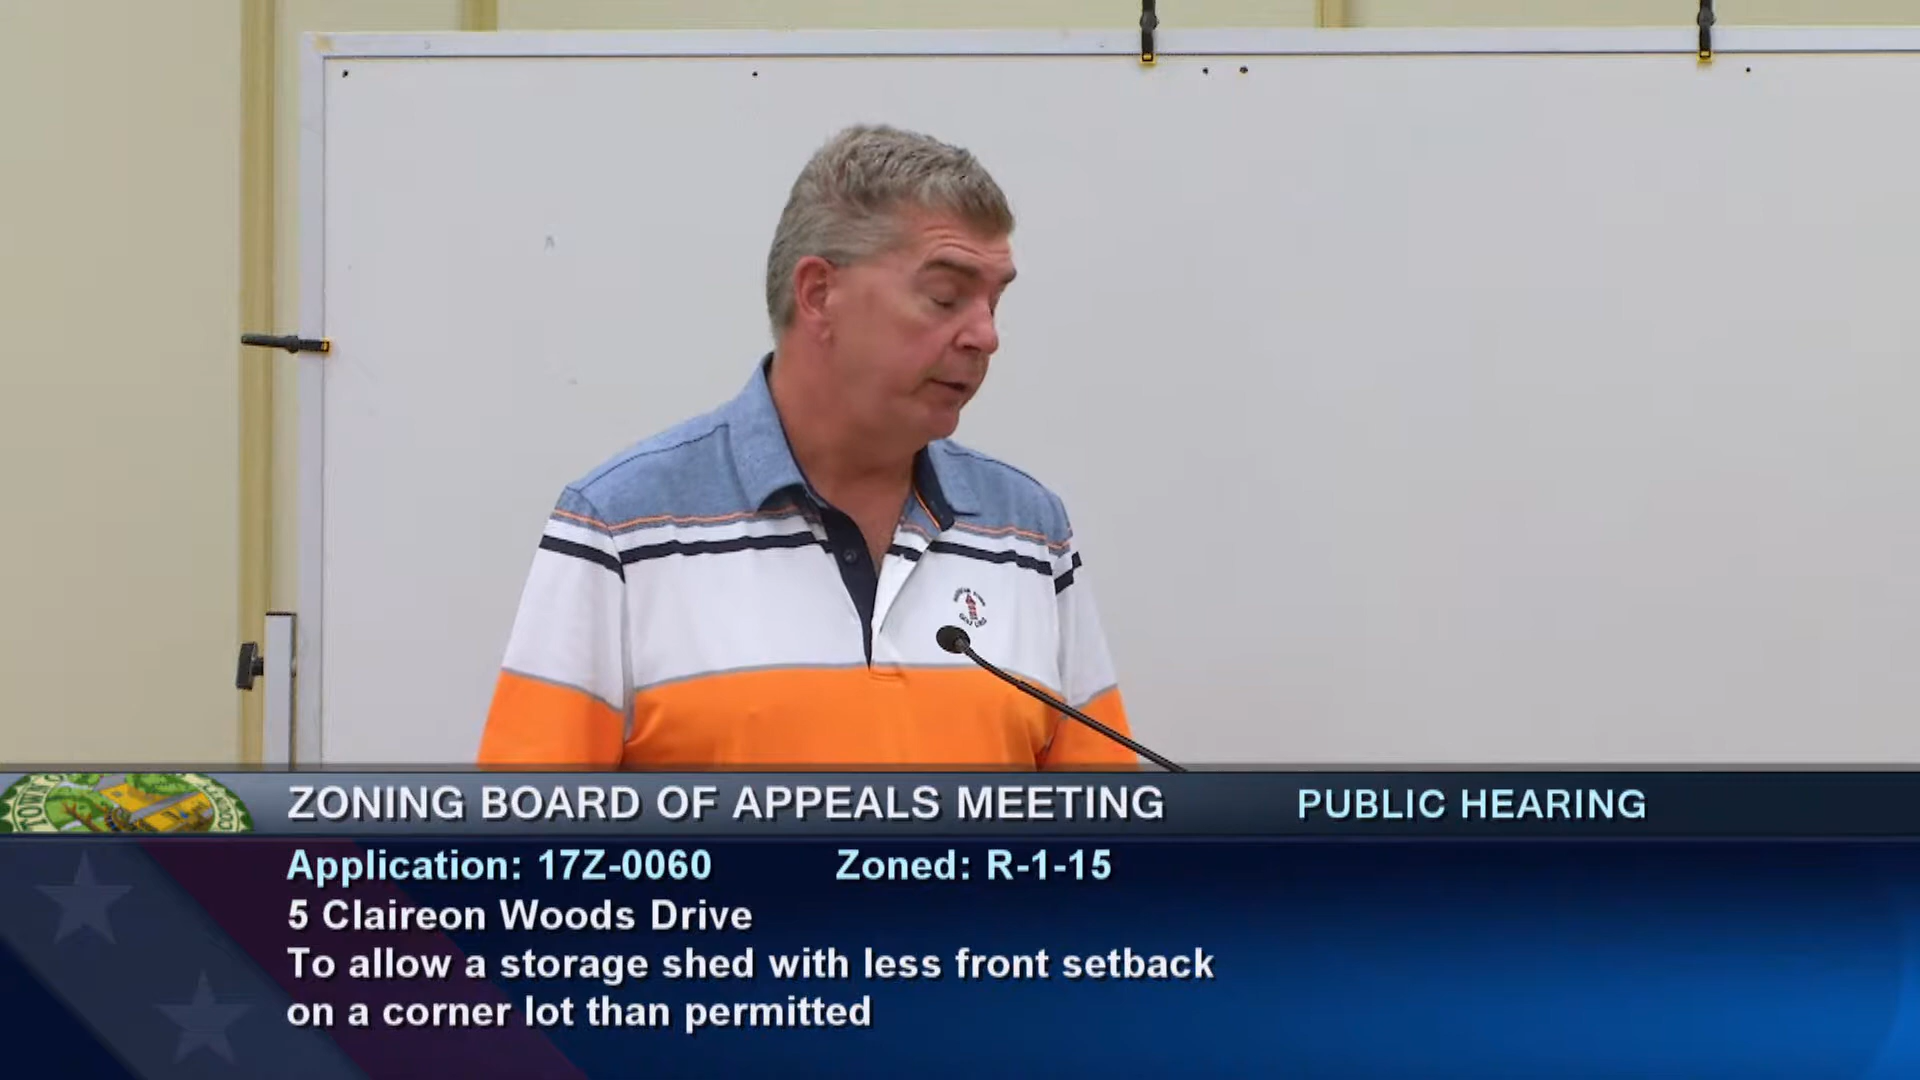 TOWN O
ZONING BOARD OF APPEALS MEETING
PUBLIC HEARING
Application: 17Z-0060
Zoned: R-1-15
5 Claireon Woods Drive
To allow a storage shed with less front setback
on a corner lot than permitted